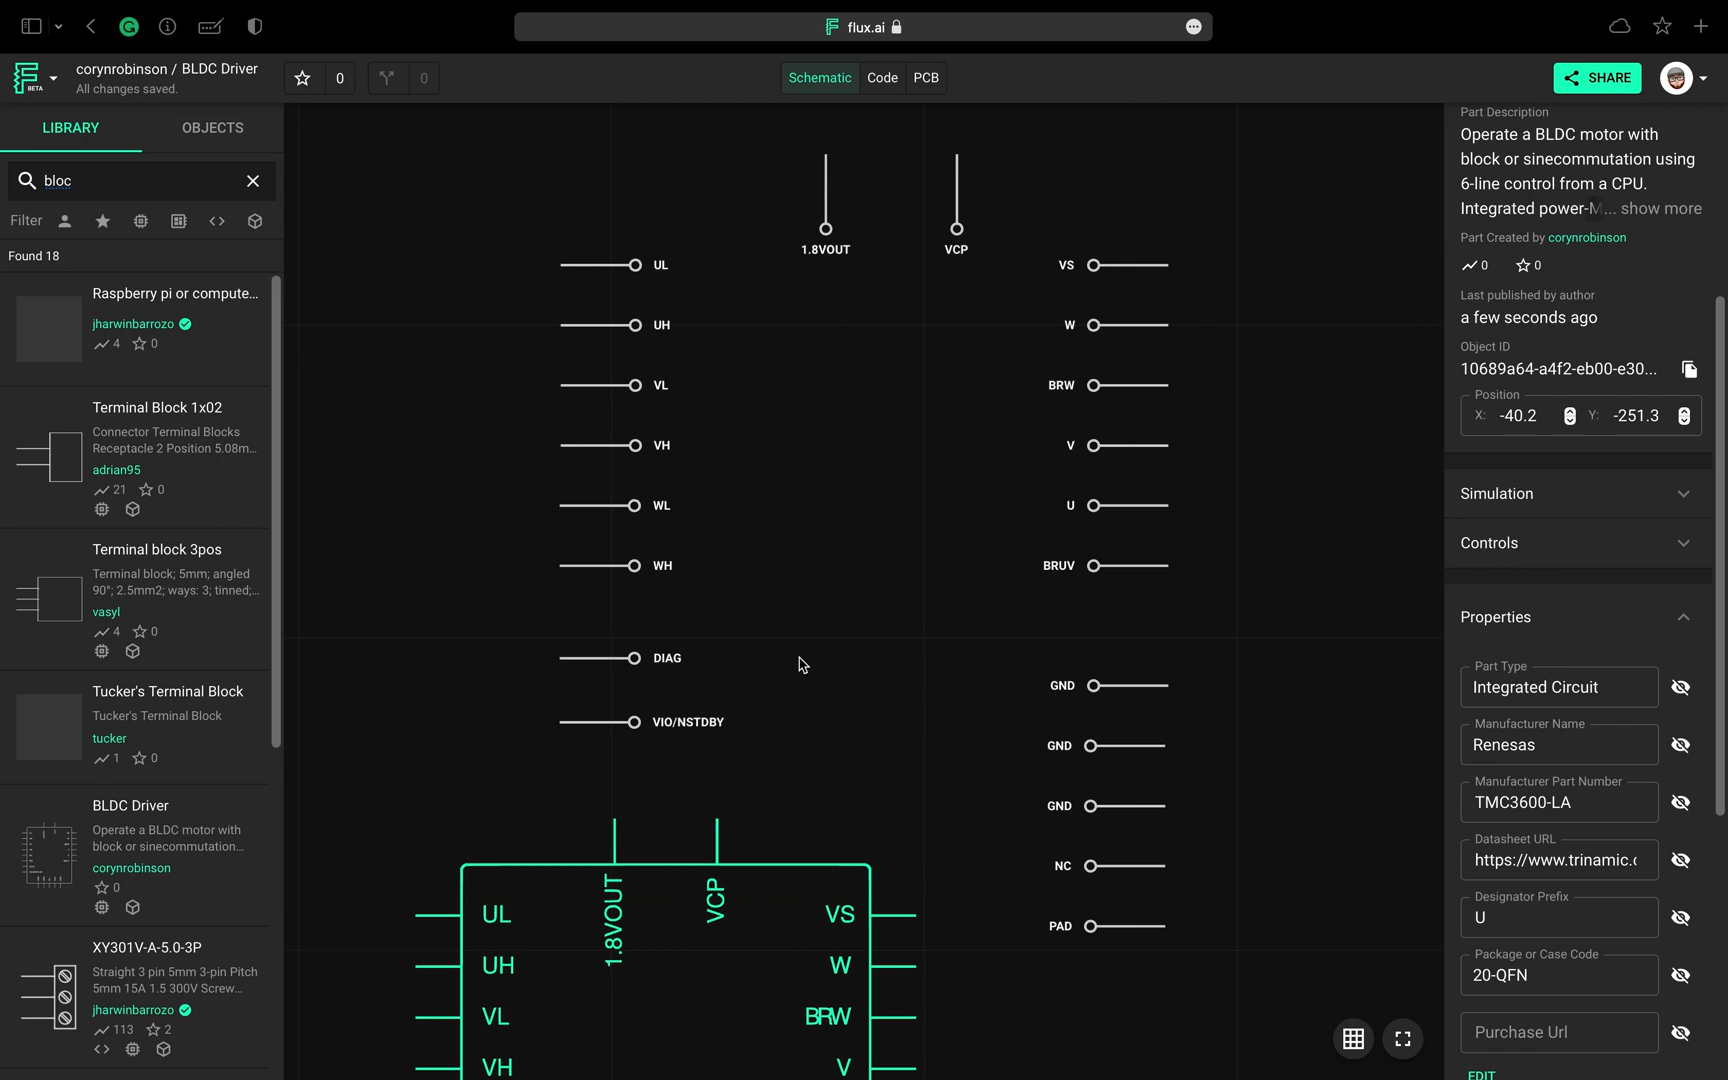 flux.ai
BETA
corynrobinson / BLDC Driver
All changes saved.
0
0
Schematic
Code
PCB
SHARE
LIBRARY
OBJECTS
bloc
Filter
Found 18
Raspberry pi or compute...
jharwinbarrozo
4
0
Terminal Block 1x02
Connector Terminal Blocks
Receptacle 2 Position 5.08m...
adrian95
21
0
Terminal block 3pos
Terminal block; 5mm; angled
90°; 2.5mm2; ways: 3; tinned;...
vasyl
4
0
Tucker's Terminal Block
Tucker's Terminal Block
tucker
1
0
BLDC Driver
Operate a BLDC motor with
block or sinecommutation...
corynrobinson
0
XY301V-A-5.0-3P
Straight 3 pin 5mm 3-pin Pitch
5mm 15A 1.5 300V Screw...
jharwinbarrozo
113
2
1.8VOUT
VCP
UL
UH
VL
VH
WL
WH
DIAG
VIO/NSTDBY
VS
W
BRW
V
U
BRUV
GND
GND
GND
NC
PAD
1.8VOUT
VCP
UL
UH
VL
VH
VS
W
BRW
V
Part Description
Operate a BLDC motor with
block or sinecommutation using
6-line control from a CPU.
Integrated power-M... show more
Part Created by corynrobinson
0
0
Last published by author
a few seconds ago
Object ID
10689a64-a4f2-eb00-e30...
Position
X: -40.2
Y: -251.3
Simulation
Controls
Properties
Part Type
Integrated Circuit
Manufacturer Name
Renesas
Manufacturer Part Number
TMC3600-LA
Datasheet URL
https://www.trinamic.c
Designator Prefix
U
Package or Case Code
20-QFN
Purchase Url
EDIT